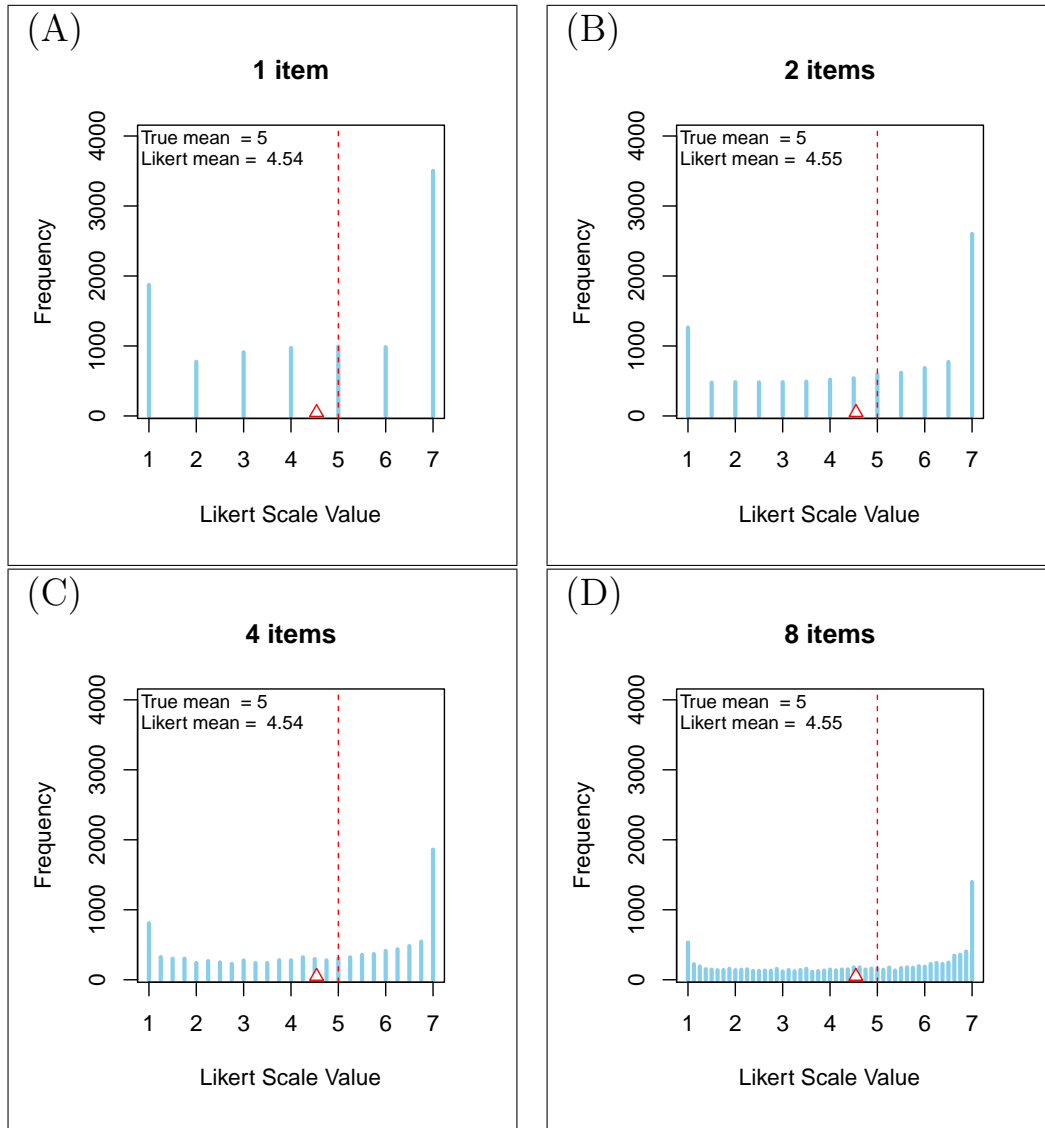 (A)
1 item
True mean  = 5
Likert mean =  4.54
Frequency
0 1000 2000 3000 4000
1 2 3 4 5 6 7
Likert Scale Value
(B)
2 items
True mean  = 5
Likert mean =  4.55
Frequency
0 1000 2000 3000 4000
1 2 3 4 5 6 7
Likert Scale Value
(C)
4 items
True mean  = 5
Likert mean =  4.54
Frequency
0 1000 2000 3000 4000
1 2 3 4 5 6 7
Likert Scale Value
(D)
8 items
True mean  = 5
Likert mean =  4.55
Frequency
0 1000 2000 3000 4000
1 2 3 4 5 6 7
Likert Scale Value